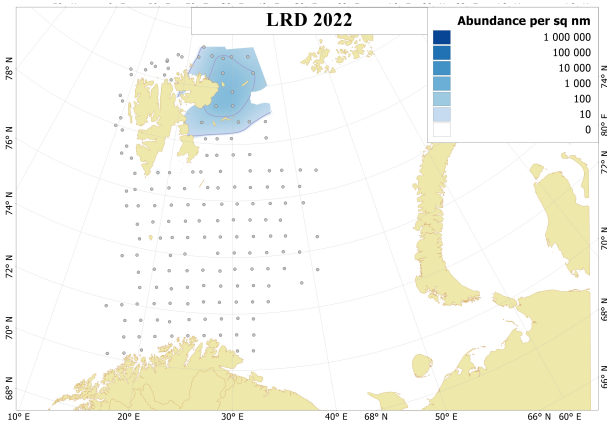 LRD 2022
Abundance per sq nm
1 000 000
100 000
10 000
1 000
100
10
0
78° N
76° N
74° N
72° N
70° N
68° N
74° N
80° E
72° N
70° N
68° N
66° N
10° E
20° E
30° E
40° E
68° N
50° E
66° N
60° E